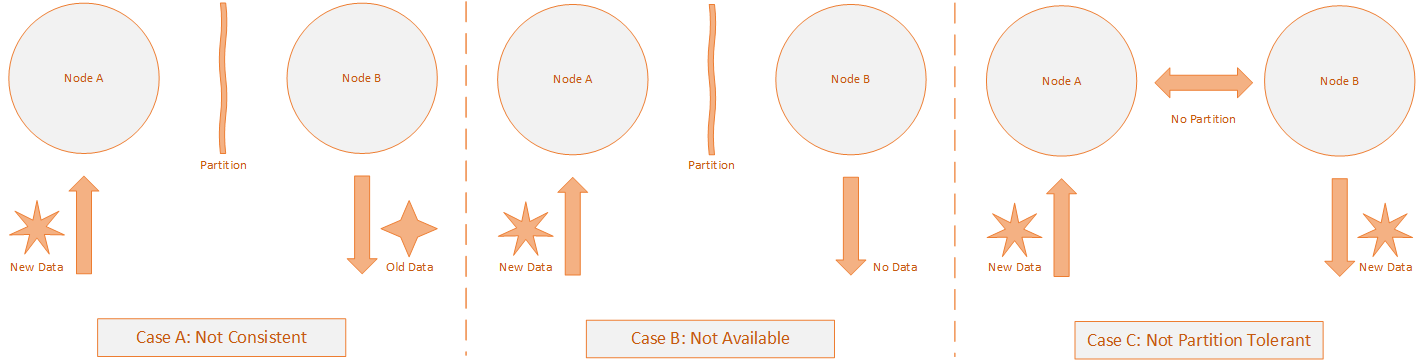 Node A
Node B
Partition
New Data
Old Data
Case A: Not Consistent
Node A
Node B
Partition
New Data
No Data
Case B: Not Available
Node A
Node B
No Partition
New Data
New Data
Case C: Not Partition Tolerant